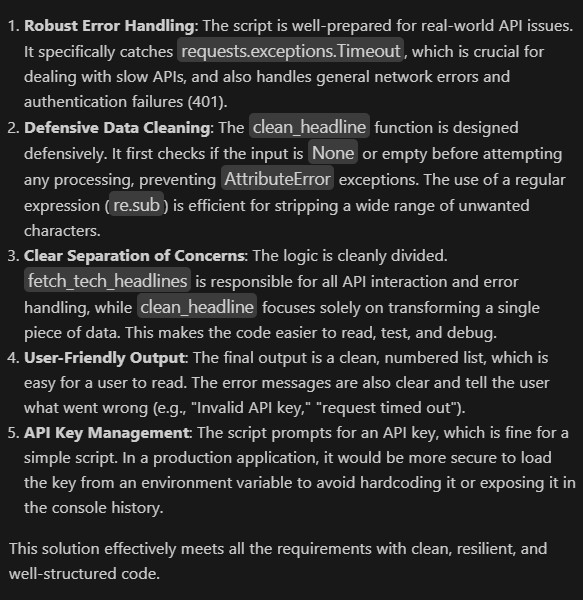 1. Robust Error Handling: The script is well-prepared for real-world API issues.
It specifically catches requests.exceptions.Timeout, which is crucial for
dealing with slow APIs, and also handles general network errors and
authentication failures (401).
2. Defensive Data Cleaning: The clean_headline function is designed
defensively. It first checks if the input is None or empty before attempting
any processing, preventing AttributeError exceptions. The use of a regular
expression (re.sub) is efficient for stripping a wide range of unwanted
characters.
3. Clear Separation of Concerns: The logic is cleanly divided.
fetch_tech_headlines is responsible for all API interaction and error
handling, while clean_headline focuses solely on transforming a single
piece of data. This makes the code easier to read, test, and debug.
4. User-Friendly Output: The final output is a clean, numbered list, which is
easy for a user to read. The error messages are also clear and tell the user
what went wrong (e.g., "Invalid API key," "request timed out").
5. API Key Management: The script prompts for an API key, which is fine for a
simple script. In a production application, it would be more secure to load
the key from an environment variable to avoid hardcoding it or exposing it in
the console history.
This solution effectively meets all the requirements with clean, resilient, and
well-structured code.